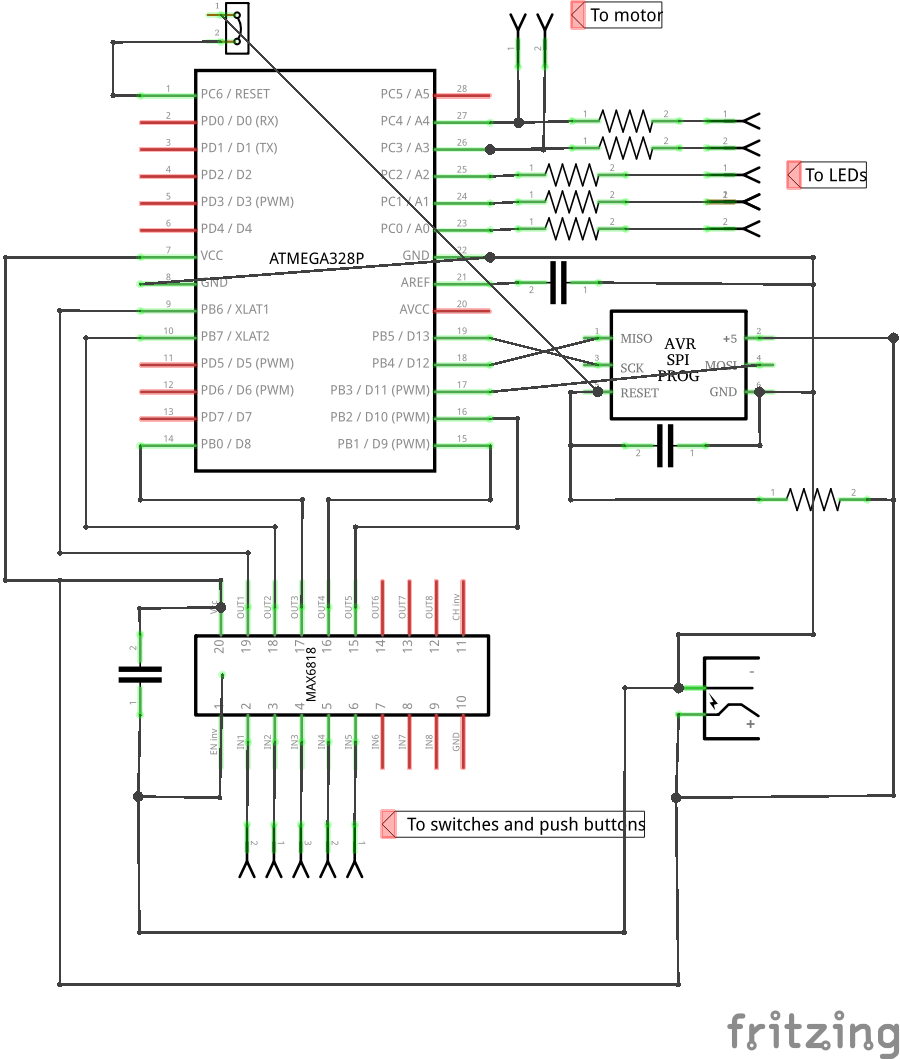 1
2
To motor
1
2
1 PC6 / RESET PC5 / A5 28
2 PD0 / D0 (RX) PC4 / A4 27 1 2 1
3 PD1 / D1 (TX) PC3 / A3 26 1 2 2
4 PD2 / D2 PC2 / A2 25 1 2 1
To LEDs
5 PD3 / D3 (PWM) PC1 / A1 24 1 2
6 PD4 / D4 PC0 / A0 23 1 2 2
7 VCC ATMEGA328P GND 22
8 GND AREF 21 2 1
9 PB6 / XLAT1 AVCC 20
10 PB7 / XLAT2 PB5 / D13 19
11 PD5 / D5 (PWM) PB4 / D12 18
12 PD6 / D6 (PWM) PB3 / D11 (PWM) 17
13 PD7 / D7 PB2 / D10 (PWM) 16
14 PB0 / D8 PB1 / D9 (PWM) 15
1 MISO +5 2
AVR
SPI
PROG
3 SCK MOSI 4
RESET GND 6
2 1
1 2
VCC OUT1 OUT2 OUT3 OUT4 OUT5 OUT6 OUT7 OUT8 CH inv
20 19 18 17 16 15 14 13 12 11
MAX6818
1 2 3 4 5 6 7 8 9 10
EN inv IN1 IN2 IN3 IN4 IN5 IN6 IN7 IN8 GND
2
1
-
+
To switches and push buttons
2 1 3 2 1
fritzing